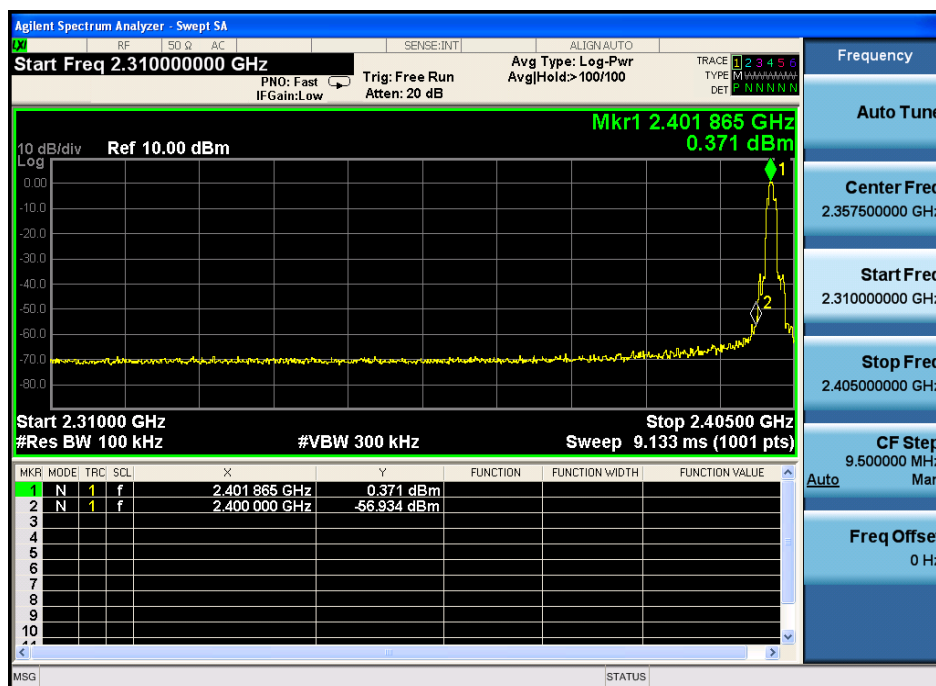 Agilent Spectrum Analyzer - Swept SA
LXI RF 50 Ω AC SENSE:INT ALIGN AUTO
Start Freq 2.310000000 GHz
PNO: Fast
IFGain:Low
Trig: Free Run
Atten: 20 dB
Avg Type: Log-Pwr
Avg|Hold:>100/100
TRACE 1 2 3 4 5 6
TYPE M WWWWW
DET P N N N N N
Mkr1 2.401 865 GHz
0.371 dBm
10 dB/div Ref 10.00 dBm
Log
0.00
-10.0
-20.0
-30.0
-40.0
-50.0
-60.0
-70.0
-80.0
1
2
Start 2.31000 GHz Stop 2.40500 GHz
#Res BW 100 kHz #VBW 300 kHz Sweep 9.133 ms (1001 pts)
MKR MODE TRC SCL X Y FUNCTION FUNCTION WIDTH FUNCTION VALUE
1 N 1 f 2.401 865 GHz 0.371 dBm
2 N 1 f 2.400 000 GHz -56.934 dBm
3
4
5
6
7
8
9
10
MSG STATUS
Frequency
Auto Tune
Center Freq
2.357500000 GHz
Start Freq
2.310000000 GHz
Stop Freq
2.405000000 GHz
CF Step
9.500000 MHz
Auto Man
Freq Offset
0 Hz